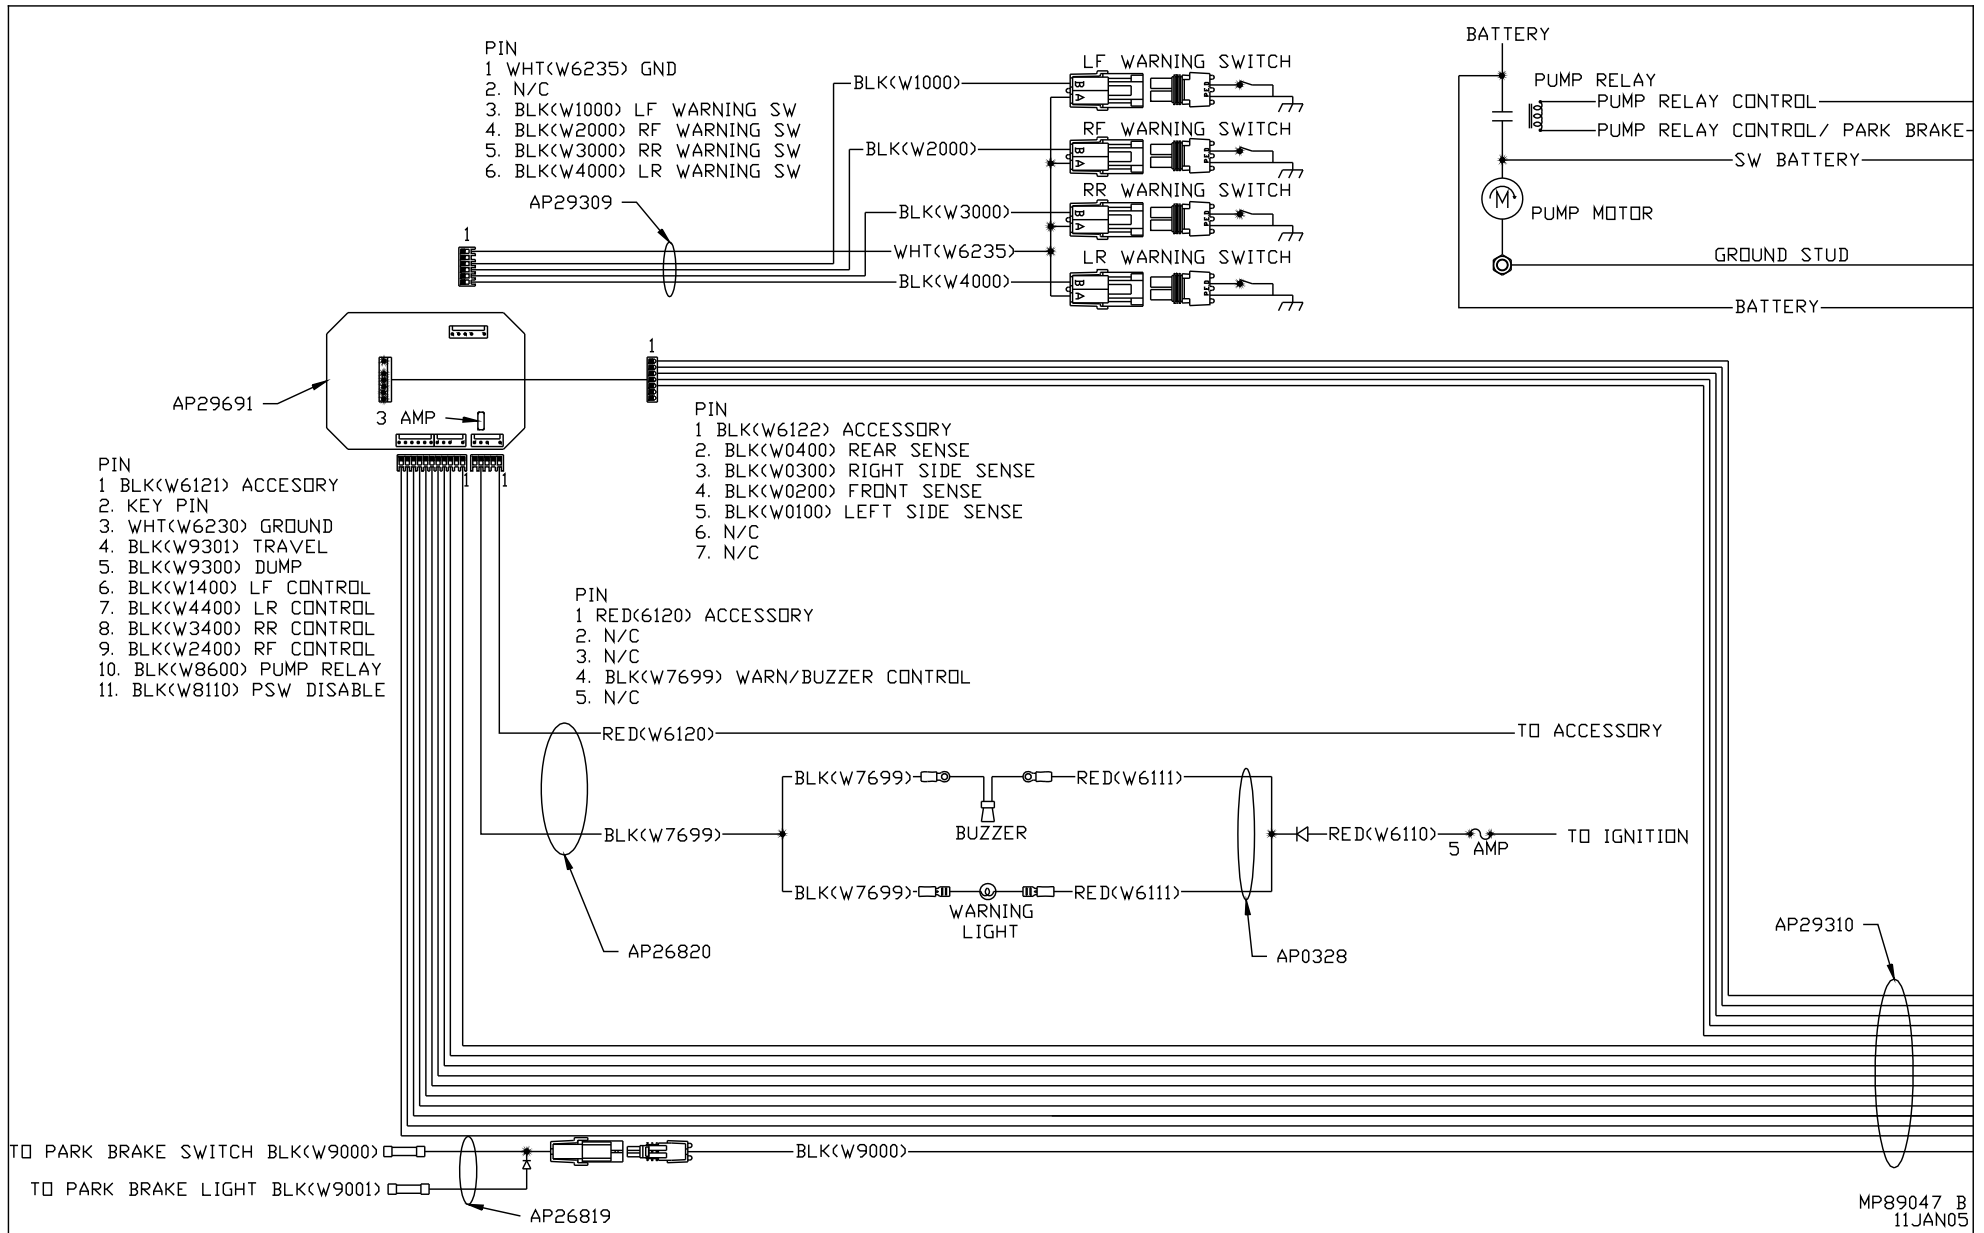 PIN
1 WHT(W6235) GND
2. N/C
3. BLK(W1000) LF WARNING SW
4. BLK(W2000) RF WARNING SW
5. BLK(W3000) RR WARNING SW
6. BLK(W4000) LR WARNING SW
AP29309
1
BLK(W1000)
BLK(W2000)
BLK(W3000)
WHT(W6235)
BLK(W4000)
LF WARNING SWITCH
B
A
RF WARNING SWITCH
B
A
RR WARNING SWITCH
B
A
LR WARNING SWITCH
B
A
BATTERY
PUMP RELAY
PUMP RELAY CONTROL
PUMP RELAY CONTROL/ PARK BRAKE
SW BATTERY
M
PUMP MOTOR
GROUND STUD
BATTERY
AP29691
3 AMP
1
1
1
PIN
1 BLK(W6122) ACCESSORY
2. BLK(W0400) REAR SENSE
3. BLK(W0300) RIGHT SIDE SENSE
4. BLK(W0200) FRONT SENSE
5. BLK(W0100) LEFT SIDE SENSE
6. N/C
7. N/C
PIN
1 BLK(W6121) ACCESORY
2. KEY PIN
3. WHT(W6230) GROUND
4. BLK(W9301) TRAVEL
5. BLK(W9300) DUMP
6. BLK(W1400) LF CONTROL
7. BLK(W4400) LR CONTROL
8. BLK(W3400) RR CONTROL
9. BLK(W2400) RF CONTROL
10. BLK(W8600) PUMP RELAY
11. BLK(W8110) PSW DISABLE
PIN
1 RED(6120) ACCESSORY
2. N/C
3. N/C
4. BLK(W7699) WARN/BUZZER CONTROL
5. N/C
RED(W6120)
TO ACCESSORY
BLK(W7699)
RED(W6111)
BUZZER
BLK(W7699)
RED(W6110)
5 AMP
TO IGNITION
BLK(W7699)
RED(W6111)
WARNING
LIGHT
AP26820
AP0328
AP29310
TO PARK BRAKE SWITCH BLK(W9000)
BLK(W9000)
TO PARK BRAKE LIGHT BLK(W9001)
AP26819
MP89047 B
11JAN05